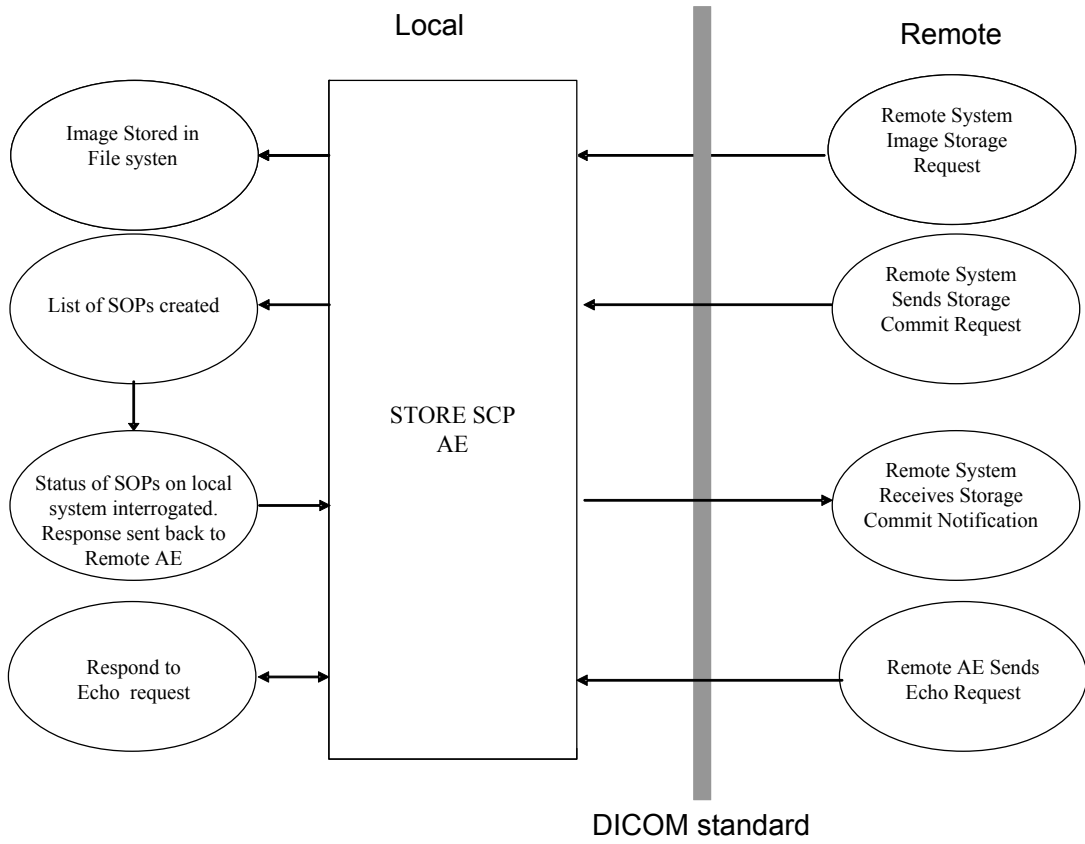 Local
Remote
Image Stored in
File systen
List of SOPs created
Status of SOPs on local
system interrogated.
Response sent back to
Remote AE
Respond to
Echo request
STORE SCP
AE
Remote System
Image Storage
Request
Remote System
Sends Storage
Commit Request
Remote System
Receives Storage
Commit Notification
Remote AE Sends
Echo Request
DICOM standard